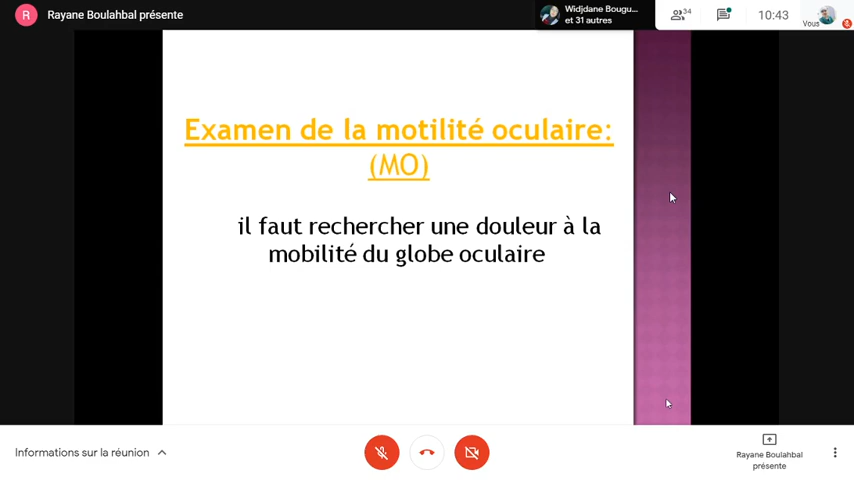 R
Rayane Boulahbal présente
Widjdane Bougu...
et 31 autres
34
10:43
Vous
Examen de la motilité oculaire:
(MO)
il faut rechercher une douleur à la
mobilité du globe oculaire
Informations sur la réunion
Rayane Boulahbal
présente